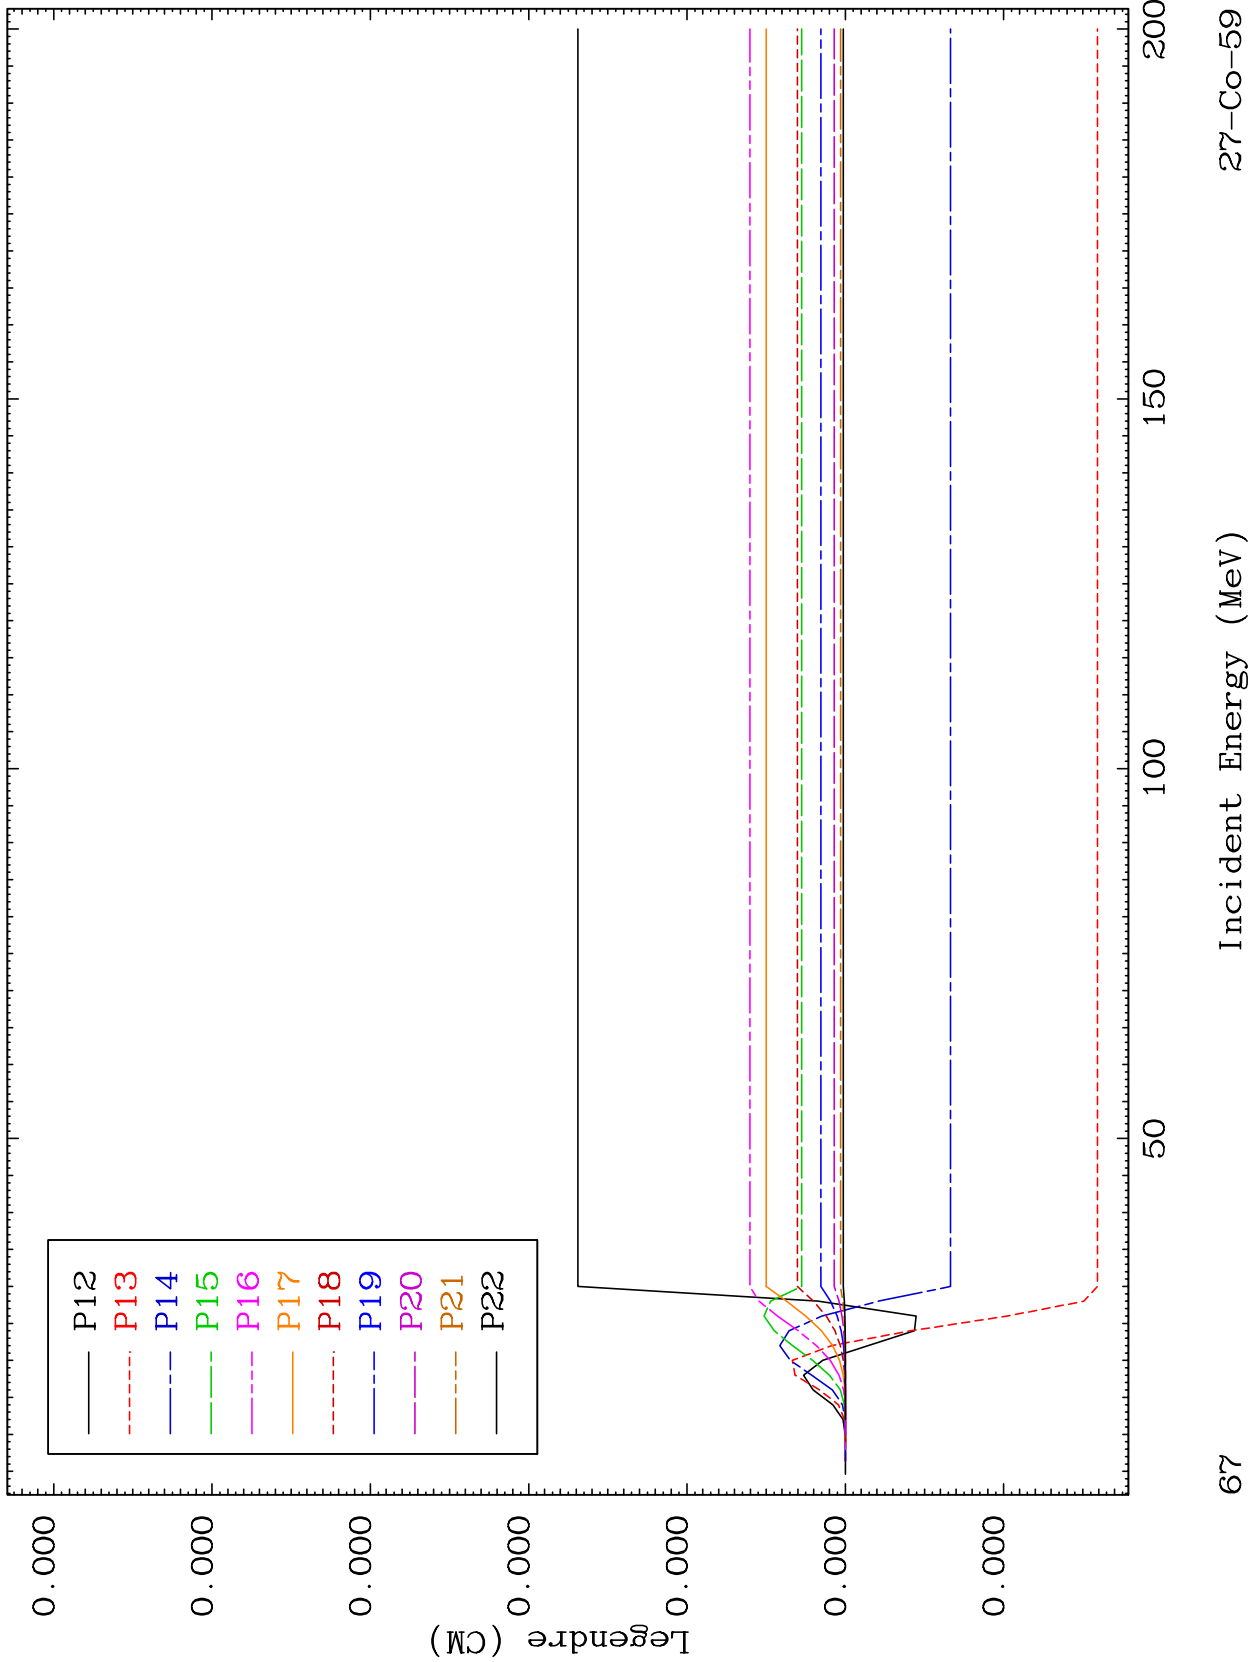 P12
P13
P14
P15
P16
P17
P18
P19
P20
P21
P22
Legendre (CM)
0.000
0.000
0.000
0.000
0.000
0.000
0.000
50
100
150
200
67
Incident Energy (MeV)
27-Co-59